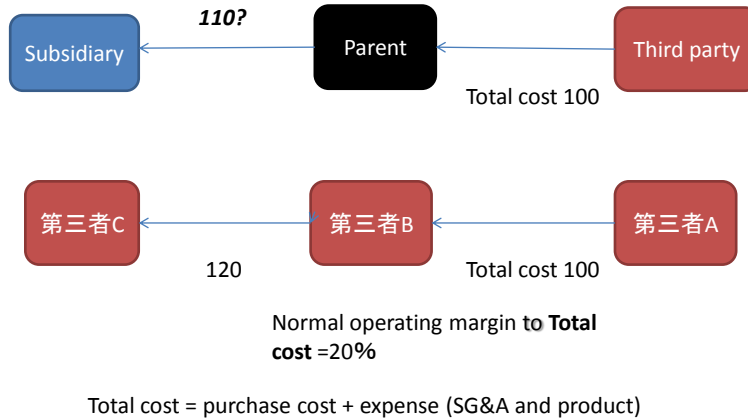 110?
Subsidiary
Parent
Third party
Total cost 100
第三者C
第三者B
第三者A
120
Total cost 100
Normal operating margin to Total
cost =20%
Total cost = purchase cost + expense (SG&A and product)